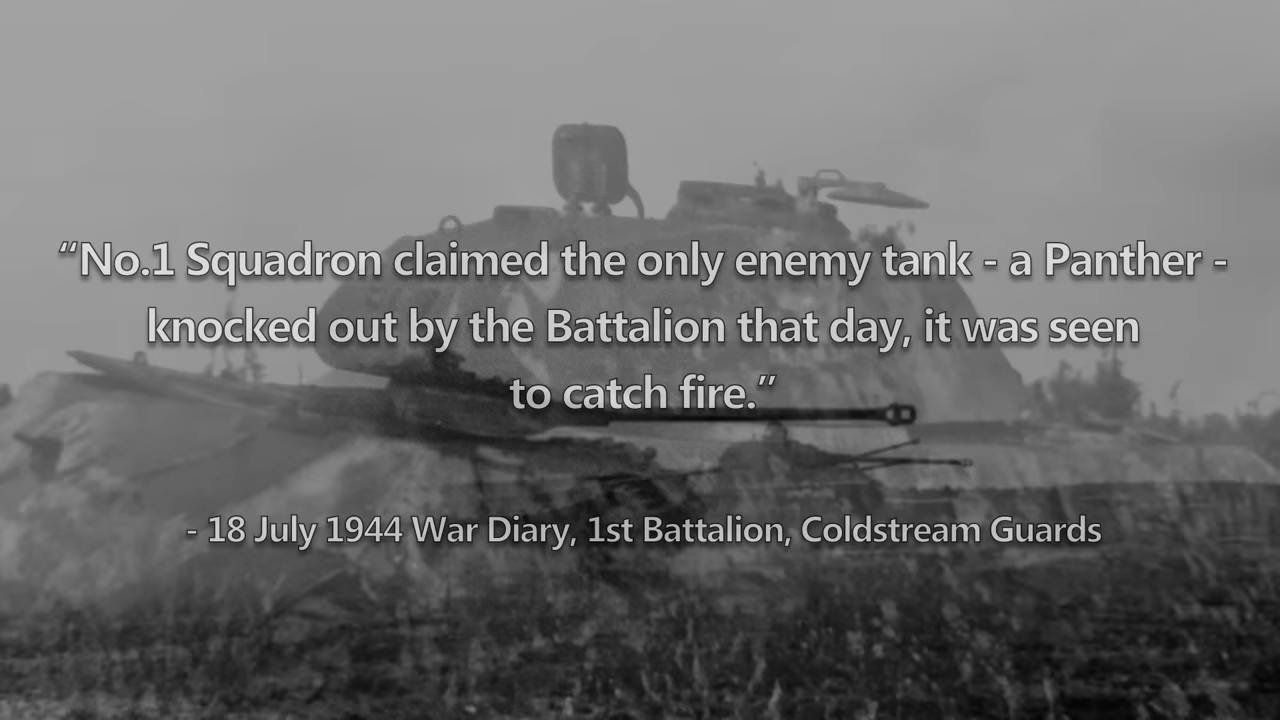 “No.1 Squadron claimed the only enemy tank - a Panther -
knocked out by the Battalion that day, it was seen
to catch fire.”
- 18 July 1944 War Diary, 1st Battalion, Coldstream Guards